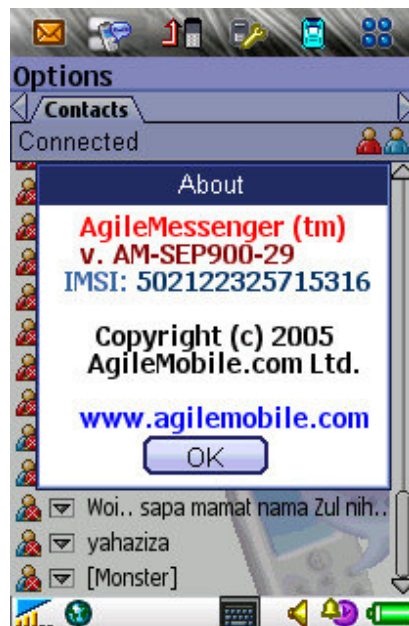 Options
Contacts
Connected
About
AgileMessenger (tm)
v. AM-SEP900-29
IMSI: 502122325715316
Copyright (c) 2005
AgileMobile.com Ltd.
www.agilemobile.com
OK
Woi.. sapa mamat nama Zul nih..
yahaziza
[Monster]